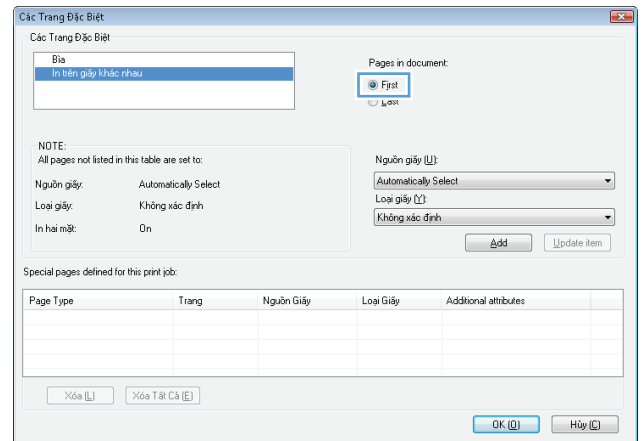 Các Trang Đặc Biệt
Các Trang Đặc Biệt
Bìa
In trên giấy khác nhau
Pages in document:
First
Last
NOTE:
All pages not listed in this table are set to:
Nguồn giấy: Automatically Select
Loại giấy: Không xác định
In hai mặt: On
Nguồn giấy (U):
Automatically Select
Loại giấy (Y):
Không xác định
Add Update item
Special pages defined for this print job:
Page Type Trang Nguồn Giấy Loại Giấy Additional attributes
Xóa (L) Xóa Tất Cả (E)
OK (O) Hủy (C)